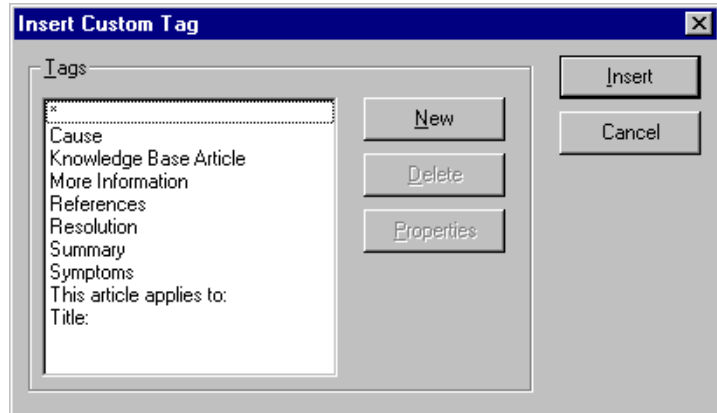 Insert Custom Tag
Tags
*
Cause
Knowledge Base Article
More Information
References
Resolution
Summary
Symptoms
This article applies to:
Title:
New
Delete
Properties
Insert
Cancel